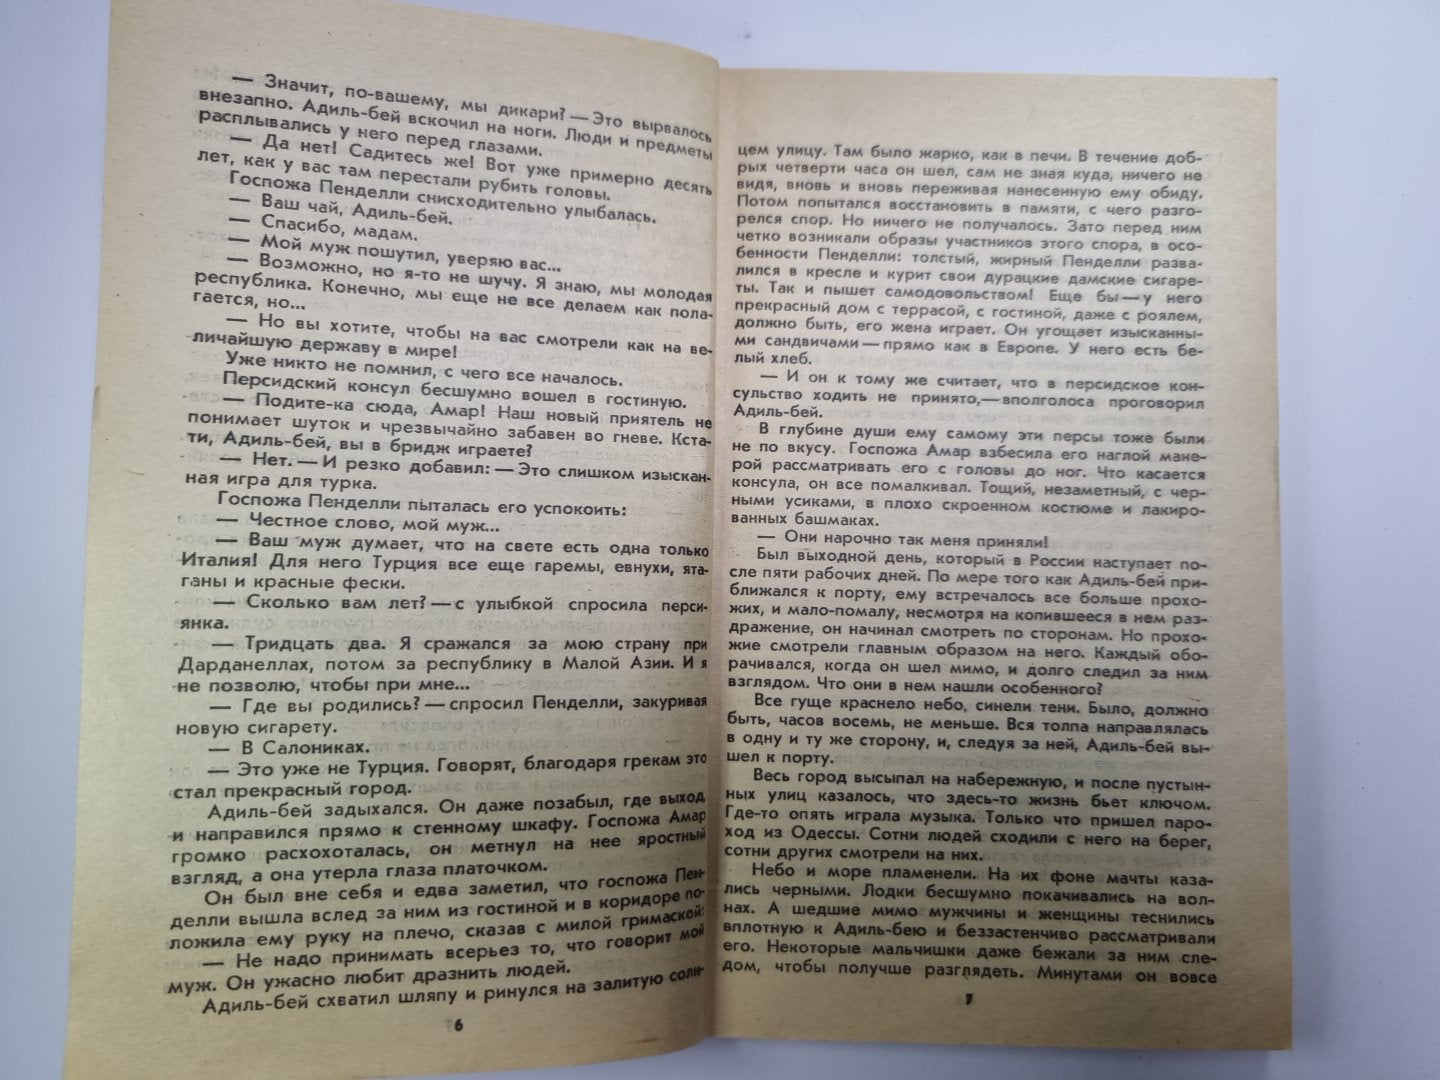 — Значит, по-вашему, мы дикари? — Это вырвалось
внезапно. Адиль-бей вскочил на ноги. Люди и предметы
расплывались у него перед глазами.
— Да нет! Садитесь же! Вот уже примерно десять
лет, как у вас там перестали рубить головы.
Госпожа Пенделли снисходительно улыбалась.
— Ваш чай, Адиль-бей.
— Спасибо, мадам.
— Мой муж пошутил, уверяю вас...
— Возможно, но я-то не шучу. Я знаю, мы молодая
республика. Конечно, мы еще не все делаем как пола-
гается, но...
— Но вы хотите, чтобы на вас смотрели как на ве-
личайшую державу в мире!
Уже никто не помнил, с чего все началось.
Персидский консул бесшумно вошел в гостиную.
— Подите-ка сюда, Амар! Наш новый приятель не
понимает шуток и чрезвычайно забавен во гневе. Кста-
ти, Адиль-бей, вы в бридж играете?
— Нет. — И резко добавил: — Это слишком изыскан-
ная игра для турка.
Госпожа Пенделли пыталась его успокоить:
— Честное слово, мой муж...
— Ваш муж думает, что на свете есть одна только
Италия! Для него Турция все еще гаремы, евнухи, ята-
ганы и красные фески.
— Сколько вам лет? — с улыбкой спросила перси-
янка.
— Тридцать два. Я сражался за мою страну при
Дарданеллах, потом за республику в Малой Азии. И я
не позволю, чтобы при мне...
— Где вы родились? — спросил Пенделли, закуривая
новую сигарету.
— В Салониках.
— Это уже не Турция. Говорят, благодаря грекам это
стал прекрасный город.
Адиль-бей задыхался. Он даже позабыл, где выход,
и направился прямо к стенному шкафу. Госпожа Амар
громко расхохоталась, он метнул на нее яростный
взгляд, а она утерла глаза платочком.
Он был вне себя и едва заметил, что госпожа Пен-
делли вышла вслед за ним из гостиной и в коридоре по-
ложила ему руку на плечо, сказав с милой гримаской:
— Не надо принимать всерьез то, что говорит мой
муж. Он ужасно любит дразнить людей.
Адиль-бей схватил шляпу и ринулся на залитую солн-
6
цем улицу. Там было жарко, как в печи. В течение доб-
рых четверти часа он шел, сам не зная куда, ничего не
видя, вновь и вновь переживая нанесенную ему обиду.
Потом попытался восстановить в памяти, с чего разго-
релся спор. Но ничего не получалось. Зато перед ним
четко возникали образы участников этого спора, в осо-
бенности Пенделли: толстый, жирный Пенделли разва-
лился в кресле и курит свои дурацкие дамские сигаре-
ты. Так и пышет самодовольством! Еще бы — у него
прекрасный дом с террасой, с гостиной, даже с роялем,
должно быть, его жена играет. Он угощает изысканны-
ми сандвичами — прямо как в Европе. У него есть бе-
лый хлеб.
— И он к тому же считает, что в персидское кон-
сульство ходить не принято, — вполголоса проговорил
Адиль-бей.
В глубине души ему самому эти персы тоже были
не по вкусу. Госпожа Амар взбесила его наглой мане-
рой рассматривать его с головы до ног. Что касается
консула, он все помалкивал. Тощий, незаметный, с чер-
ными усиками, в плохо скроенном костюме и лакиро-
ванных башмаках.
— Они нарочно так меня приняли!
Был выходной день, который в России наступает по-
сле пяти рабочих дней. По мере того как Адиль-бей при-
ближался к порту, ему встречалось все больше прохо-
жих, и мало-помалу, несмотря на копившееся в нем раз-
дражение, он начинал смотреть по сторонам. Но прохо-
жие смотрели главным образом на него. Каждый обо-
рачивался, когда он шел мимо, и долго следил за ним
взглядом. Что они в нем нашли особенного?
Все гуще краснело небо, синели тени. Было, должно
быть, часов восемь, не меньше. Вся толпа направлялась
в одну и ту же сторону, и, следуя за ней, Адиль-бей вы-
шел к порту.
Весь город высыпал на набережную, и после пустын-
ных улиц казалось, что здесь-то жизнь бьет ключом.
Где-то опять играла музыка. Только что пришел паро-
ход из Одессы. Сотни людей сходили с него на берег,
сотни других смотрели на них.
Небо и море пламенели. На их фоне мачты каза-
лись черными. Лодки бесшумно покачивались на вол-
нах. А шедшие мимо мужчины и женщины теснились
вплотную к Адиль-бею и беззастенчиво рассматривали
его. Некоторые мальчишки даже бежали за ним сле-
дом, чтобы получше разглядеть. Минутами он вовсе
7